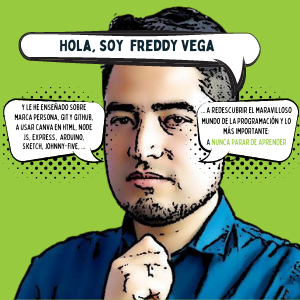 HOLA, SOY FREDDY VEGA
Y LE HE ENSEÑADO SOBRE
MARCA PERSONA, GIT Y GITHUB,
A USAR CANVA EN HTML, NODE
JS, EXPRESS, ARDUINO,
SKETCH, JOHNNY-FIVE, ...
... A REDESCUBRIR EL MARAVILLOSO
MUNDO DE LA PROGRAMACIÓN Y LO
MÁS IMPORTANTE:
A NUNCA PARAR DE APRENDER